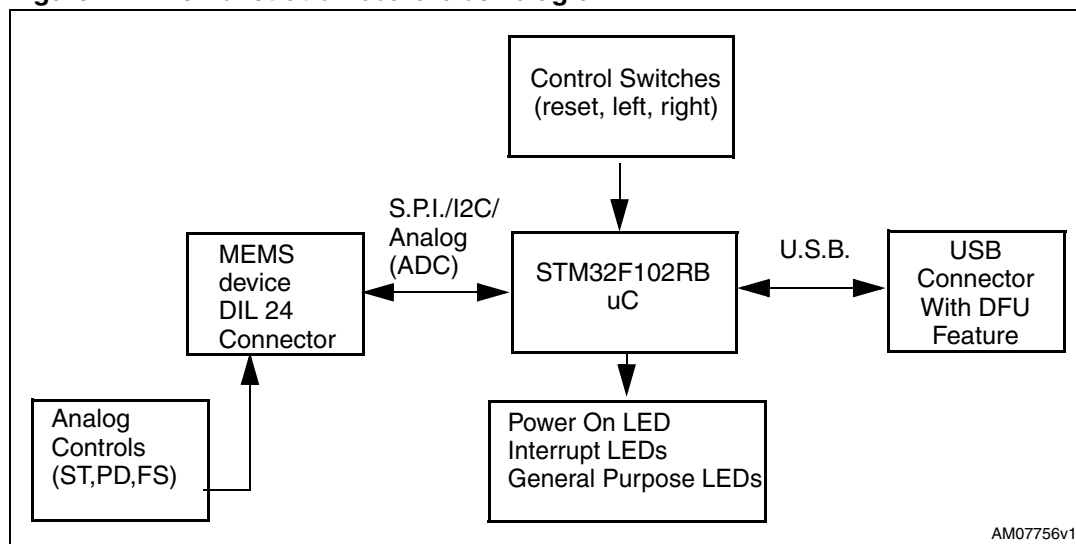 Control Switches
(reset, left, right)
S.P.I./I2C/
Analog
(ADC)
MEMS
device
DIL 24
Connector
STM32F102RB
uC
U.S.B.
USB
Connector
With DFU
Feature
Analog
Controls
(ST,PD,FS)
Power On LED
Interrupt LEDs
General Purpose LEDs
AM07756v1